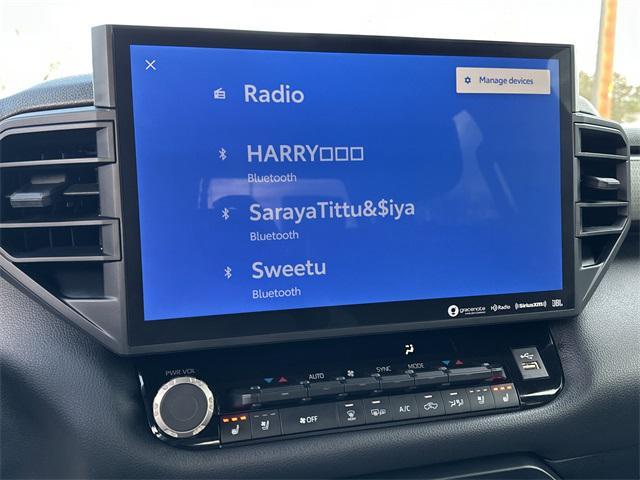 Manage devices
Radio
HARRY□□□
Bluetooth
SarayaTittu&$iya
Bluetooth
Sweetu
Bluetooth
gracenote
HD Radio
SiriusXM
JBL
PWR VOL
AUTO
SYNC
MODE
OFF
A/C